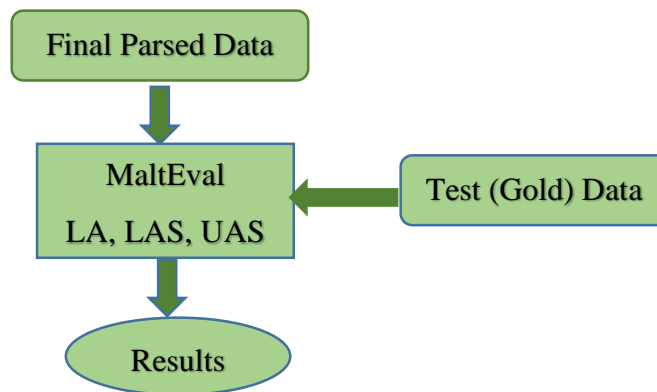 Final Parsed Data
MaltEval
LA, LAS, UAS
Test (Gold) Data
Results